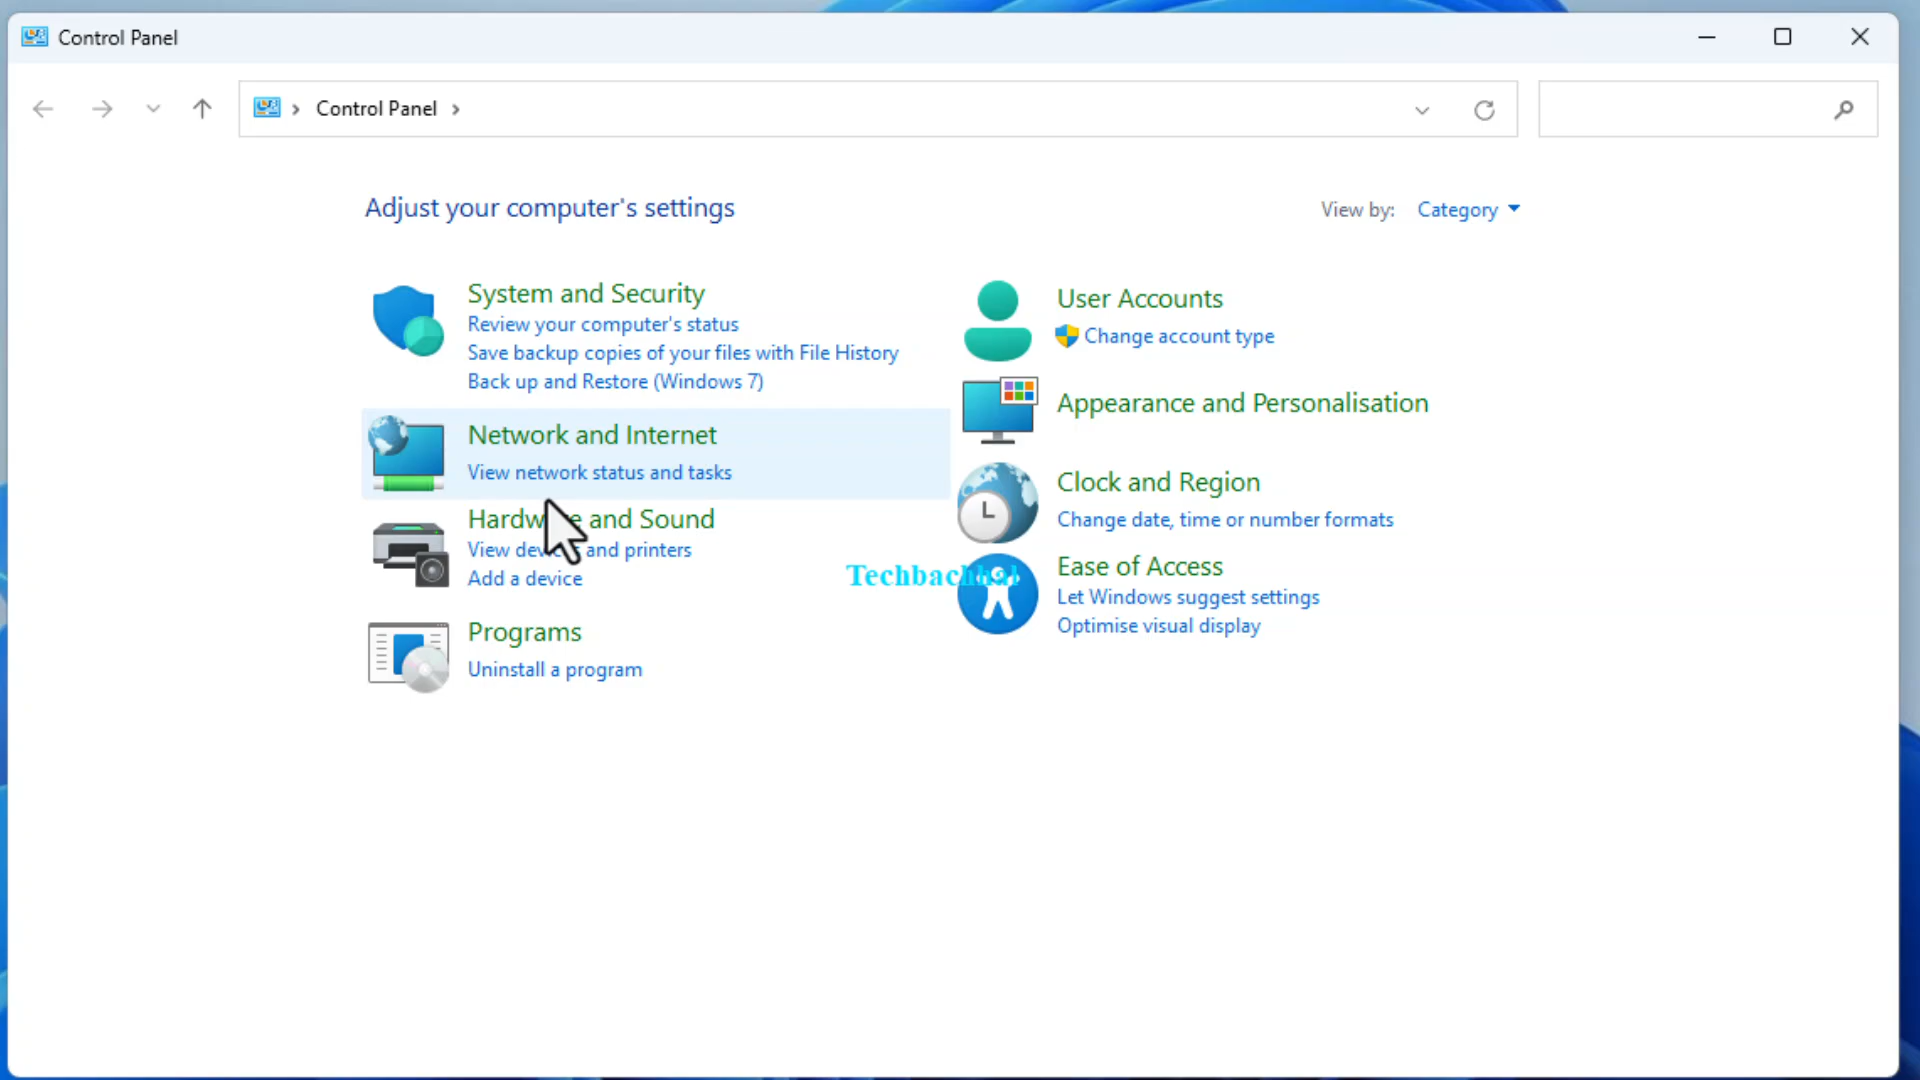 Control Panel
Control Panel
Adjust your computer's settings
View by: Category
System and Security
Review your computer's status
Save backup copies of your files with File History
Back up and Restore (Windows 7)
Network and Internet
View network status and tasks
Hardware and Sound
View devices and printers
Add a device
Programs
Uninstall a program
User Accounts
Change account type
Appearance and Personalisation
Clock and Region
Change date, time or number formats
Ease of Access
Let Windows suggest settings
Optimise visual display
Techbachhal